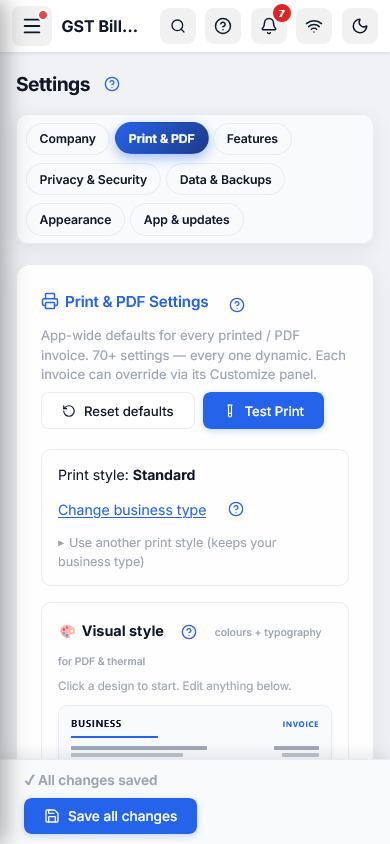 GST Bill...
7
Settings
Company
Print & PDF
Features
Privacy & Security
Data & Backups
Appearance
App & updates
Print & PDF Settings
App-wide defaults for every printed / PDF
invoice. 70+ settings — every one dynamic. Each
invoice can override via its Customize panel.
Reset defaults
Test Print
Print style: Standard
Change business type
▸ Use another print style (keeps your
business type)
🎨 Visual style
colours + typography
for PDF & thermal
Click a design to start. Edit anything below.
BUSINESS
INVOICE
✓ All changes saved
Save all changes